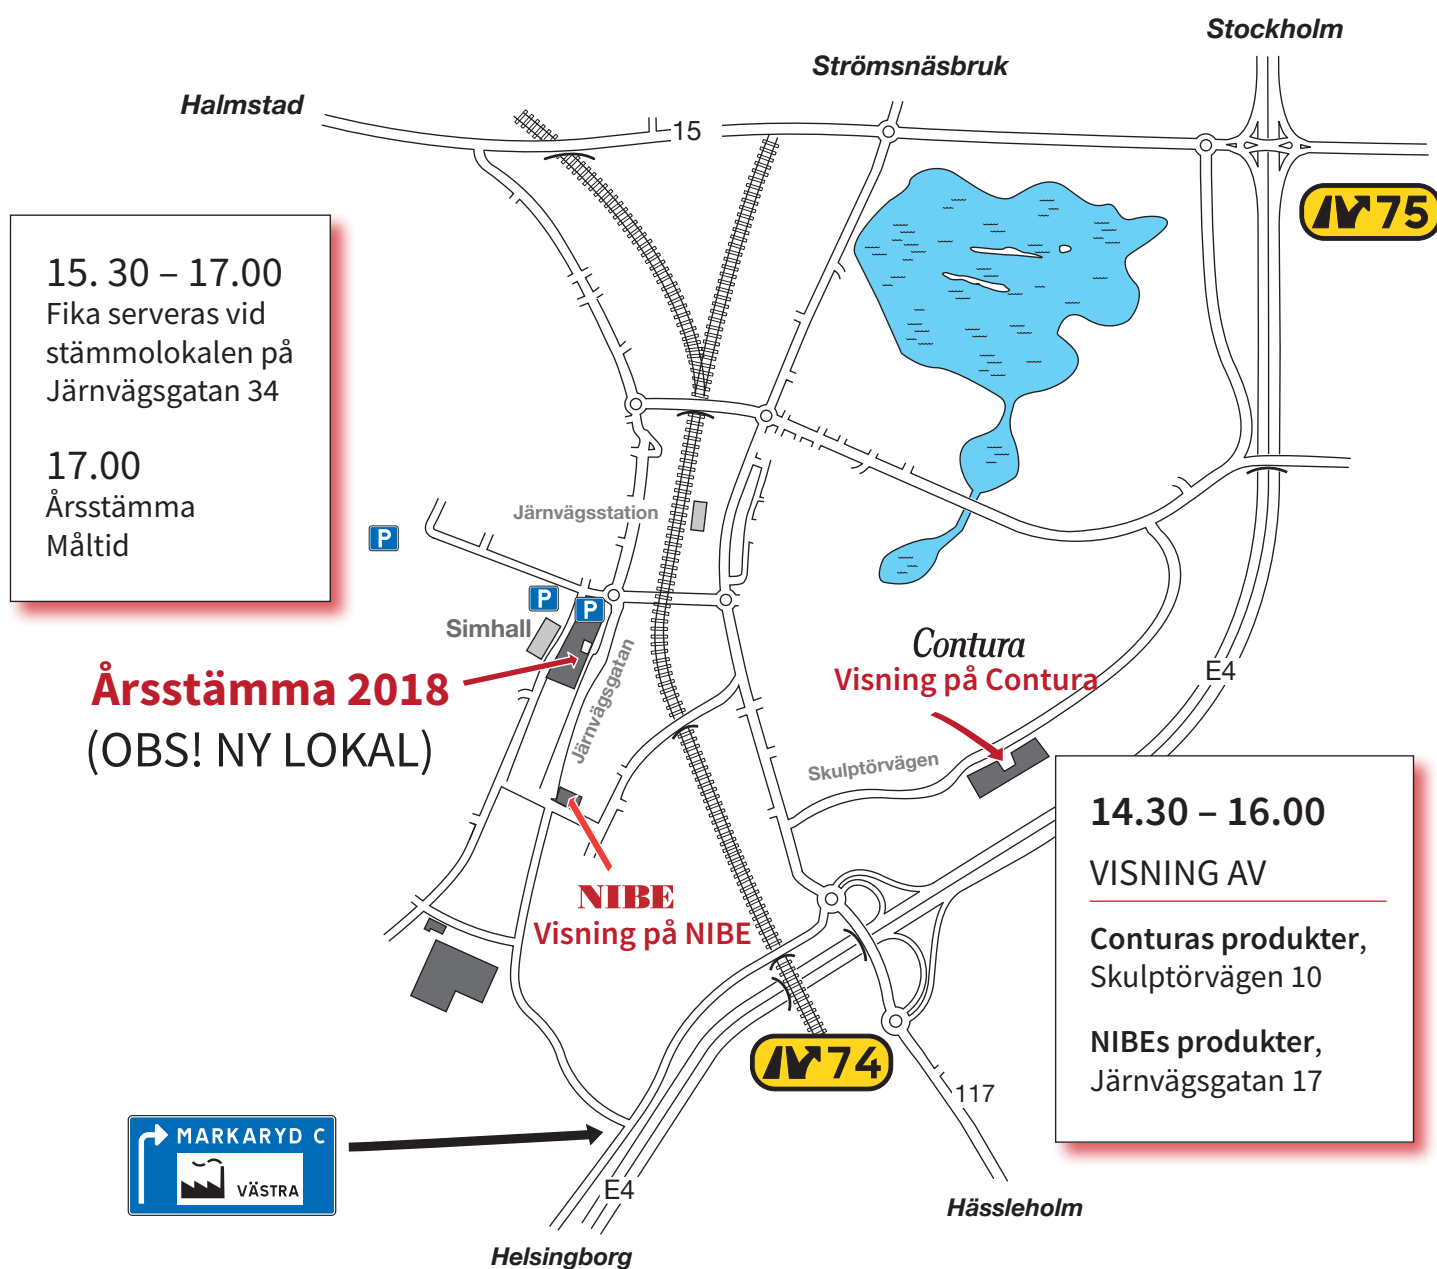 Stockholm
Strömsnäsbruk
Halmstad
15
75
15. 30 – 17.00
Fika serveras vid
stämmolokalen på
Järnvägsgatan 34
17.00
Årsstämma
Måltid
Järnvägsstation
P
P
P
Simhall
Årsstämma 2018
(OBS! NY LOKAL)
Järnvägsgatan
Contura
Visning på Contura
E4
Skulptörvägen
14.30 – 16.00
VISNING AV
Conturas produkter,
Skulptörvägen 10
NIBEs produkter,
Järnvägsgatan 17
NIBE
Visning på NIBE
74
117
MARKARYD C
VÄSTRA
E4
Hässleholm
Helsingborg